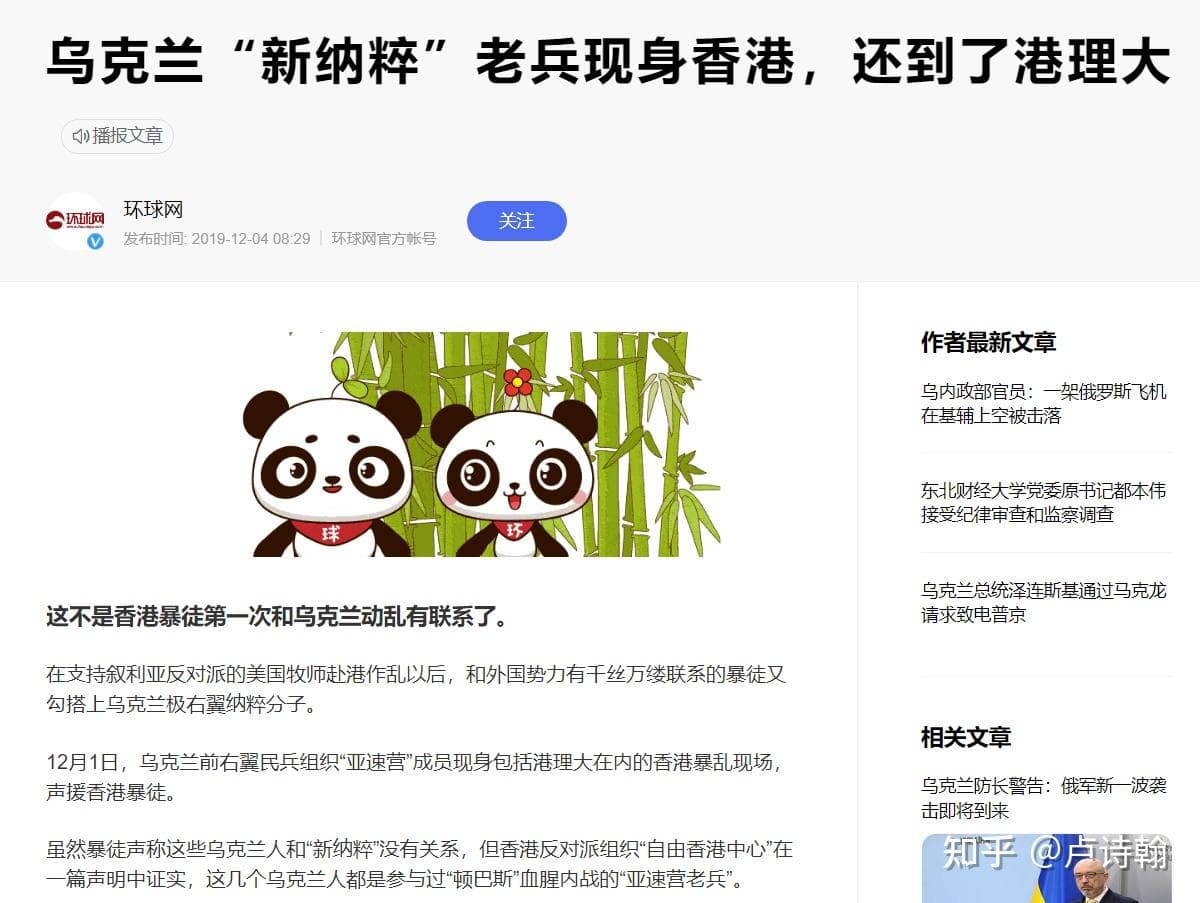 乌克兰“新纳粹”老兵现身香港，还到了港理大
播报文章
环球网
环球网
发布时间: 2019-12-04 08:29
环球网官方帐号
关注
球
环
这不是香港暴徒第一次和乌克兰动乱有联系了。
在支持叙利亚反对派的美国牧师赴港作乱以后，和外国势力有千丝万缕联系的暴徒又
勾搭上乌克兰极右翼纳粹分子。
12月1日，乌克兰前右翼民兵组织“亚速营”成员现身包括港理大在内的香港暴乱现场，
声援香港暴徒。
虽然暴徒声称这些乌克兰人和“新纳粹”没有关系，但香港反对派组织“自由香港中心”在
一篇声明中证实，这几个乌克兰人都是参与过“顿巴斯”血腥内战的“亚速营老兵”。
作者最新文章
乌内政部官员：一架俄罗斯飞机
在基辅上空被击落
东北财经大学党委原书记都本伟
接受纪律审查和监察调查
乌克兰总统泽连斯基通过马克龙
请求致电普京
相关文章
乌克兰防长警告：俄军新一波袭
击即将到来
知乎 @卢诗翰